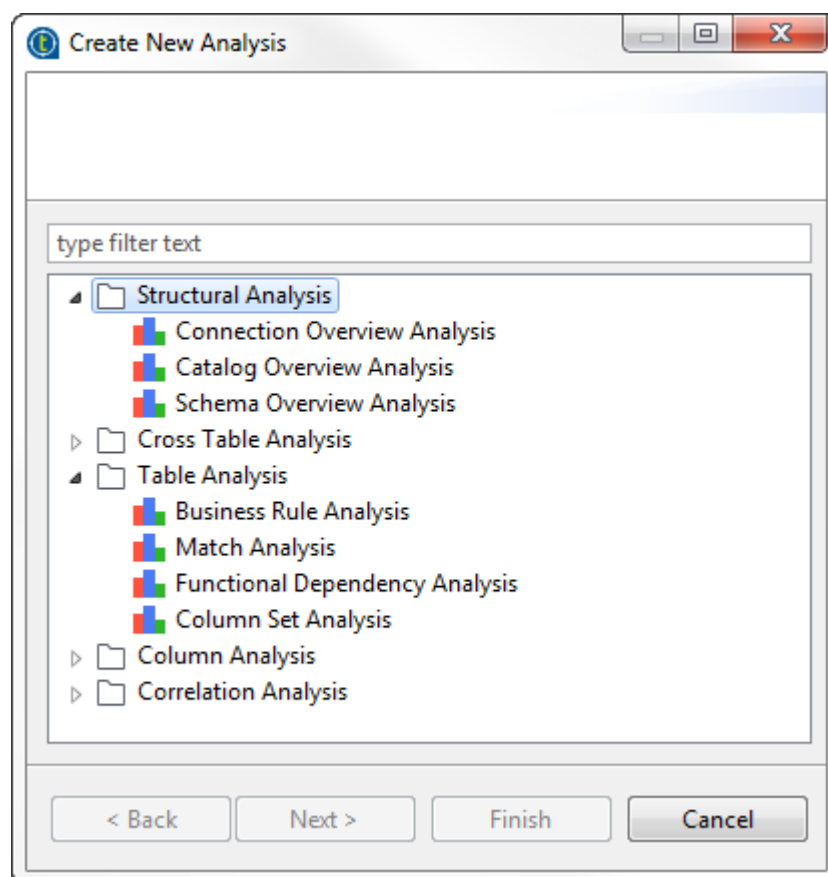 Create New Analysis
type filter text
Structural Analysis
Connection Overview Analysis
Catalog Overview Analysis
Schema Overview Analysis
Cross Table Analysis
Table Analysis
Business Rule Analysis
Match Analysis
Functional Dependency Analysis
Column Set Analysis
Column Analysis
Correlation Analysis
< Back Next > Finish Cancel